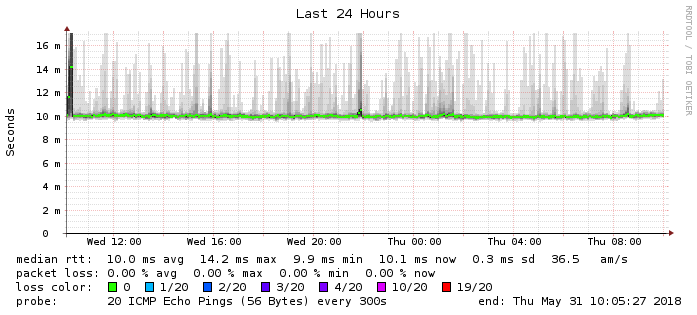 Last 24 Hours
RRDTOOL / TOBI OETIKER
Seconds
16 m
14 m
12 m
10 m
8 m
6 m
4 m
2 m
0
Wed 12:00 Wed 16:00 Wed 20:00 Thu 00:00 Thu 04:00 Thu 08:00
median rtt: 10.0 ms avg 14.2 ms max 9.9 ms min 10.1 ms now 0.3 ms sd 36.5 am/s
packet loss: 0.00 % avg 0.00 % max 0.00 % min 0.00 % now
loss color: 0 1/20 2/20 3/20 4/20 10/20 19/20
probe: 20 ICMP Echo Pings (56 Bytes) every 300s end: Thu May 31 10:05:27 2018